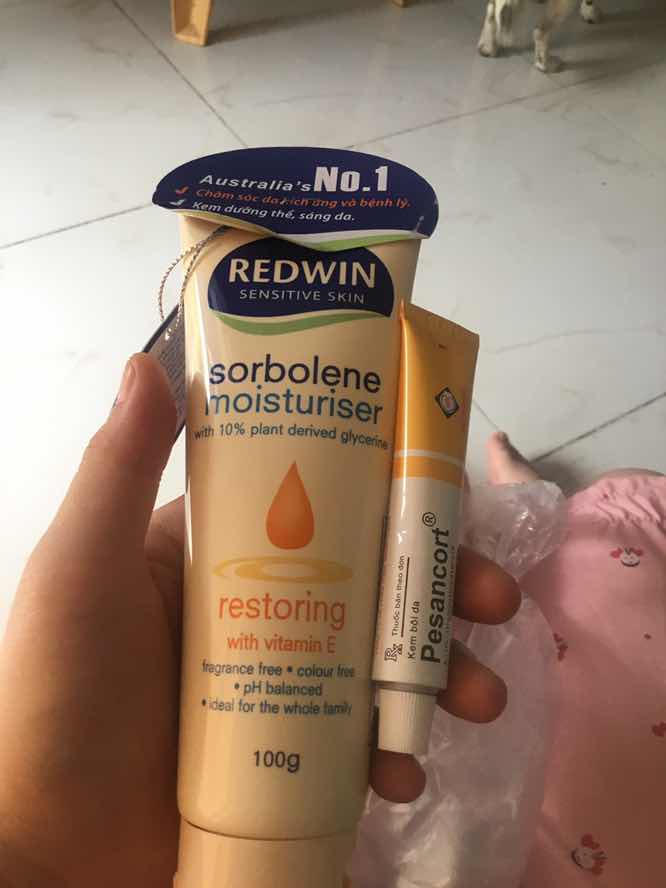 Australia's No.1
Chăm sóc da kích ứng và bệnh lý.
Kem dưỡng thể, sáng da.
REDWIN
SENSITIVE SKIN
sorbolene
moisturiser
with 10% plant derived glycerine
restoring
with vitamin E
fragrance free • colour free
• pH balanced
• ideal for the whole family
100g
Rx Thuốc bán theo đơn
Kem bôi da
Pesancort®